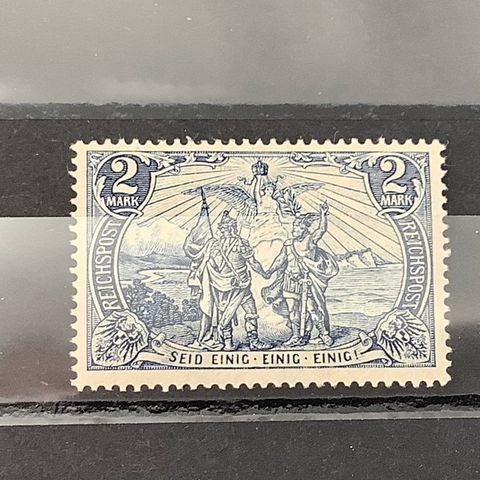 2 2
MARK MARK
REICHSPOST REICHSPOST
SEID EINIG · EINIG · EINIG!